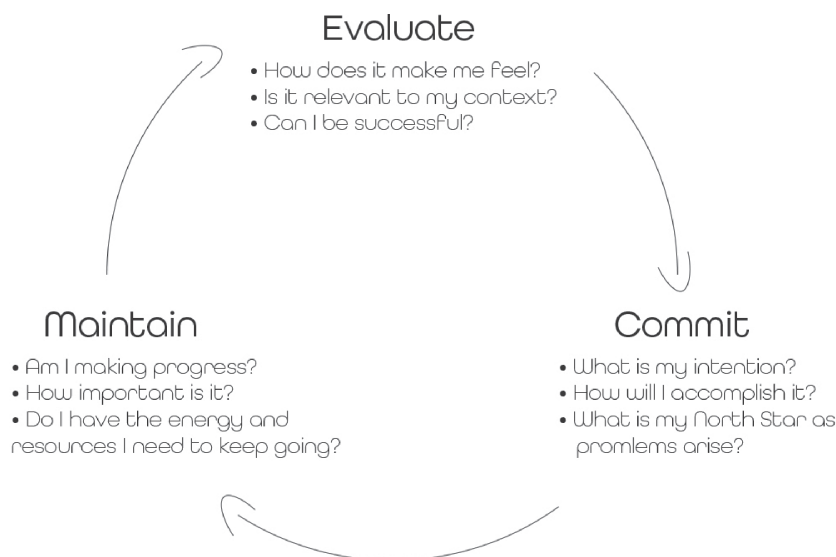 Evaluate
• How does it make me feel?
• Is it relevant to my context?
• Can I be successful?
Maintain
• Am I making progress?
• How important is it?
• Do I have the energy and
resources I need to keep going?
Commit
• What is my intention?
• How will I accomplish it?
• What is my North Star as
promlems arise?